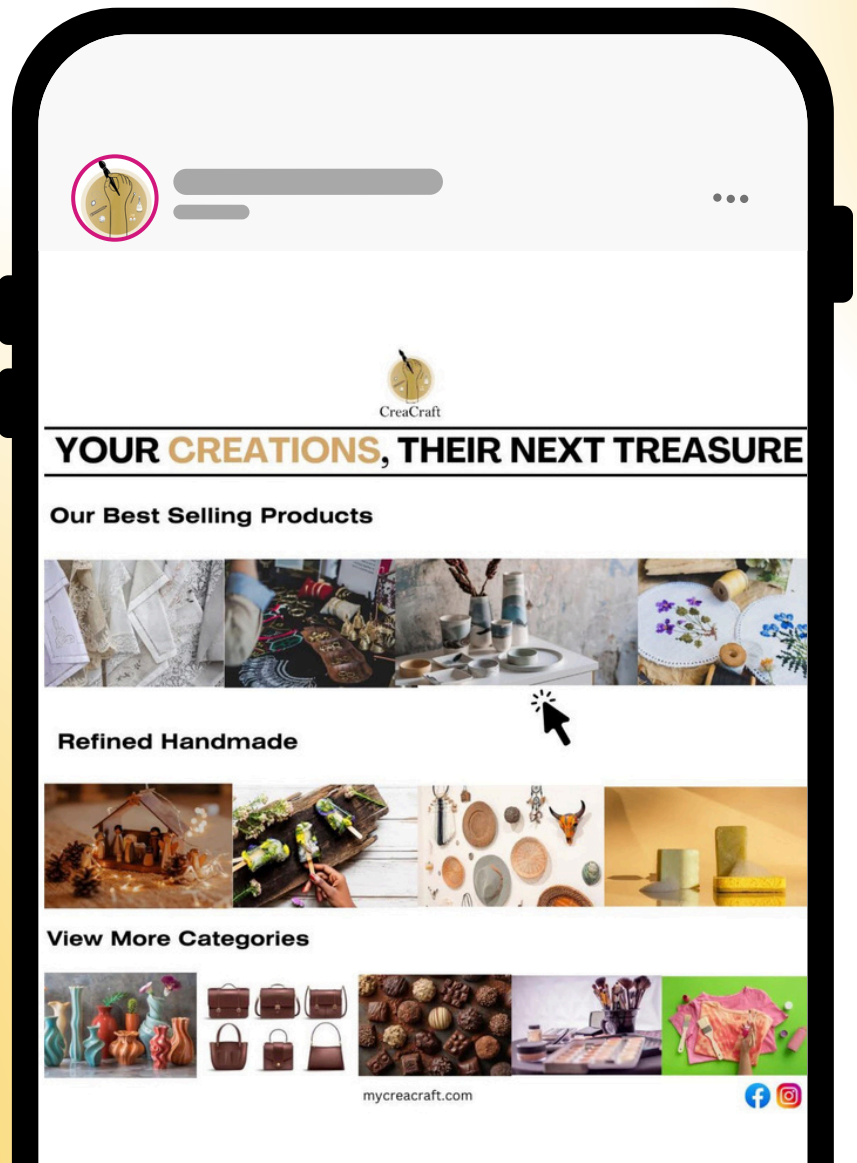 CreaCraft
YOUR CREATIONS, THEIR NEXT TREASURE
Our Best Selling Products
Refined Handmade
View More Categories
mycreacraft.com